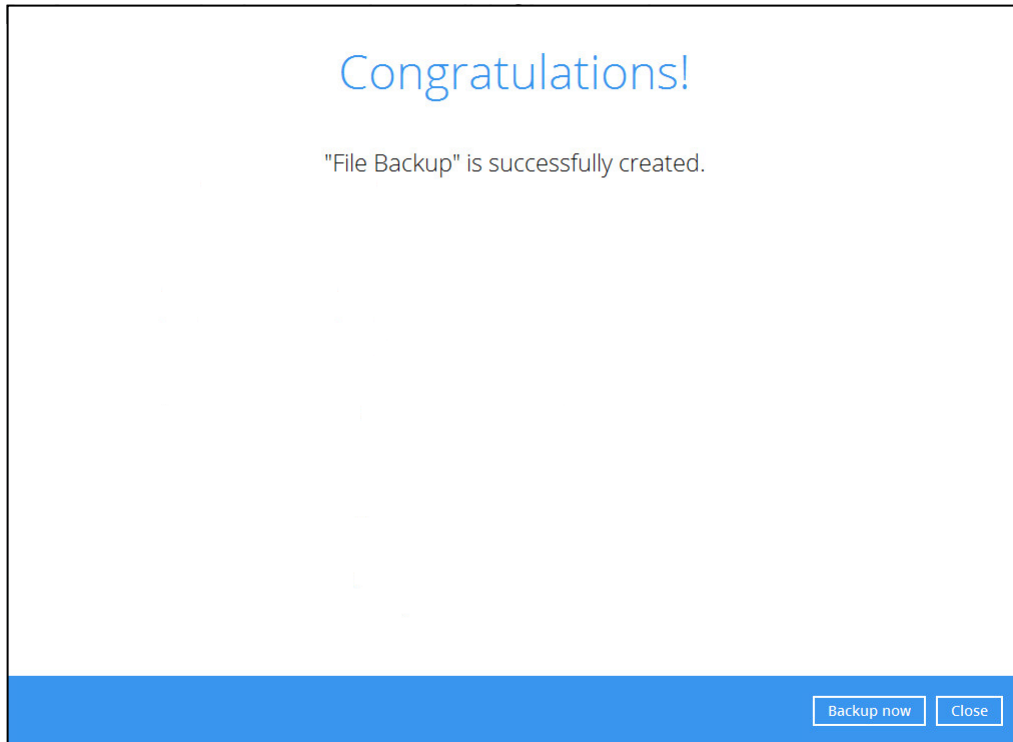 Congratulations!
"File Backup" is successfully created.
Backup now
Close